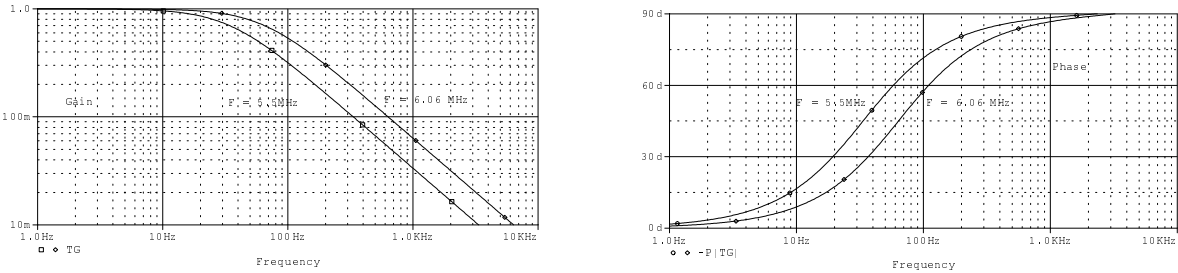 1.0
Gain
F = 5.5MHz
F = 6.06 MHz
100m
10m
1.0Hz 10Hz 100Hz 1.0KHz 10KHz
TG
Frequency
90d
Phase
60d
F = 5.5MHz
F = 6.06 MHz
30d
0d
1.0Hz 10Hz 100Hz 1.0KHz 10KHz
-P|TG|
Frequency